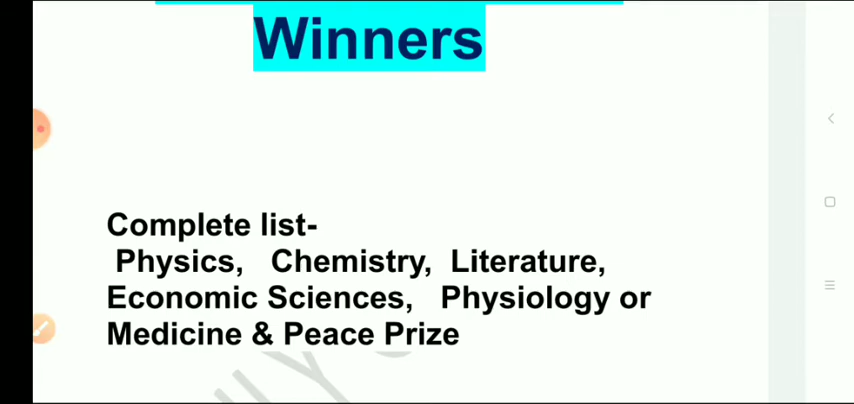 Winners
Complete list-
Physics, Chemistry, Literature,
Economic Sciences, Physiology or
Medicine & Peace Prize